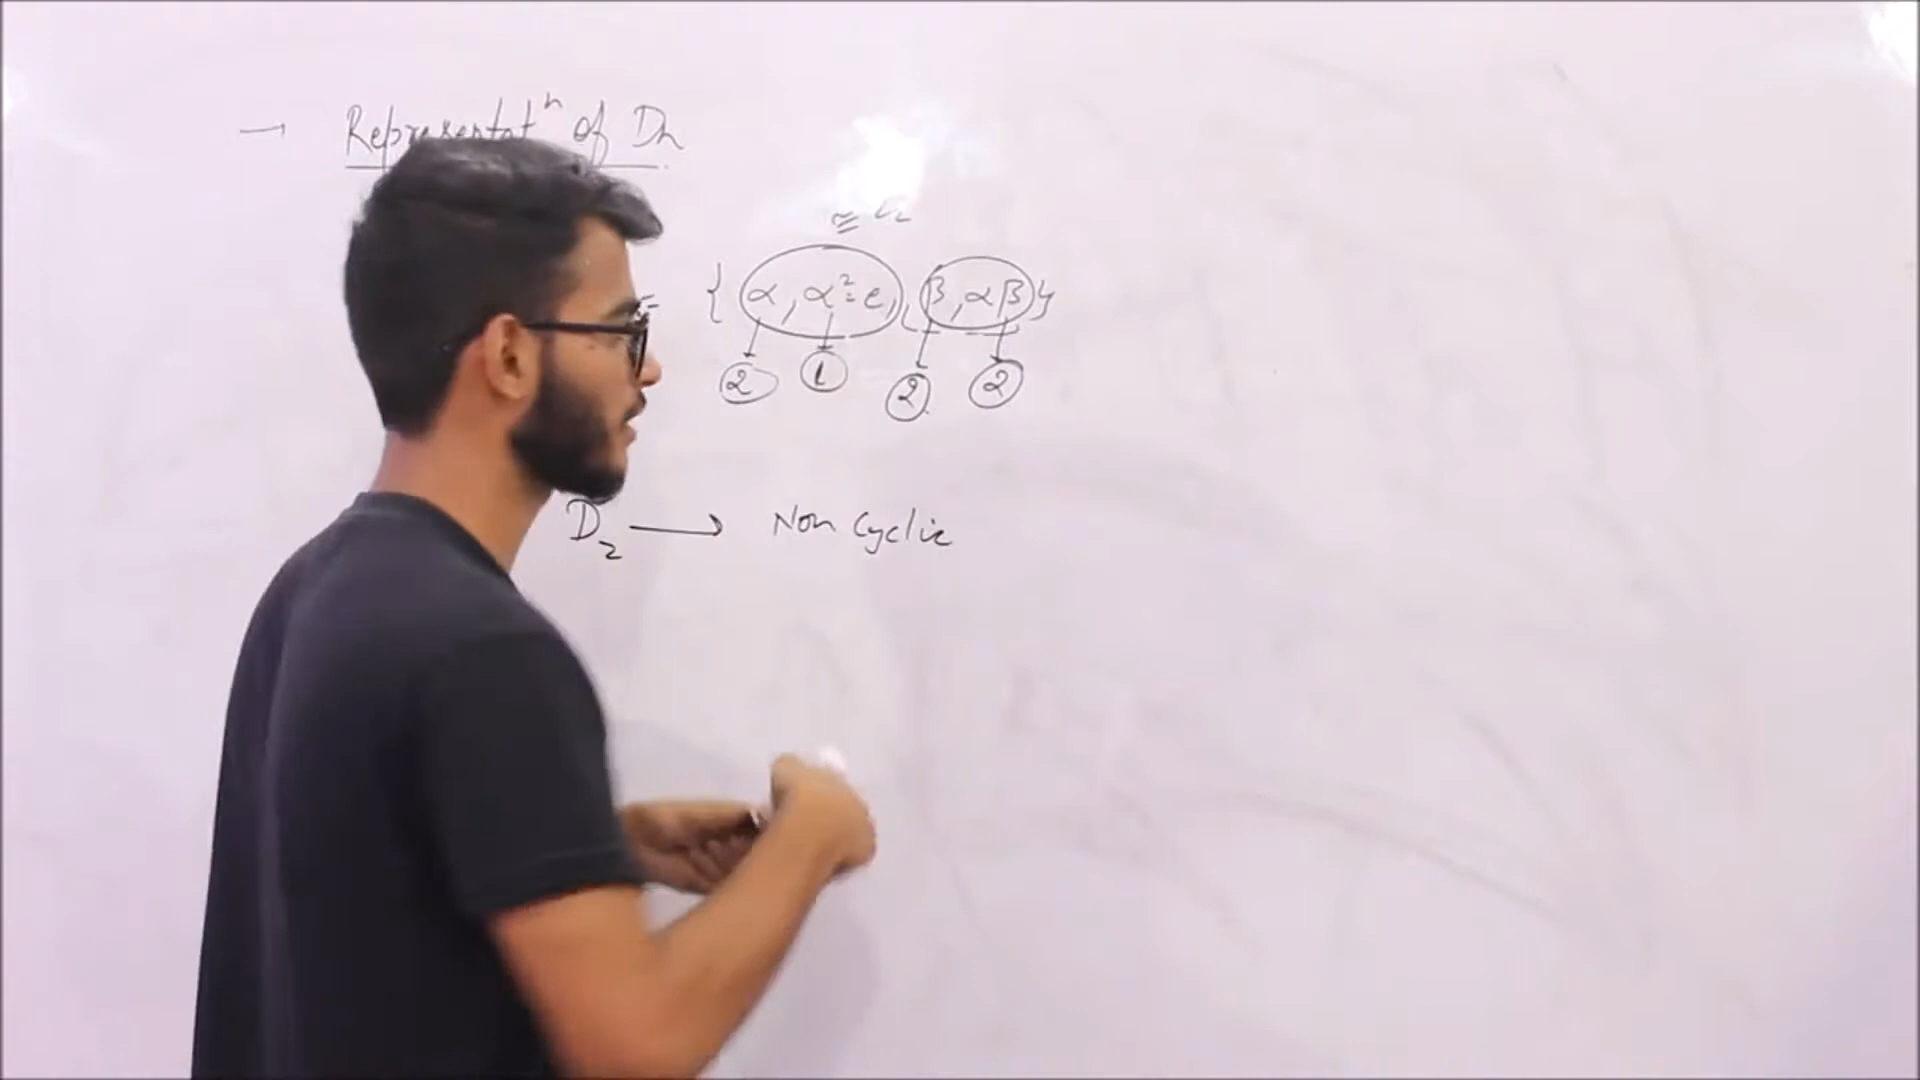 → Representatⁿ of Dn
≅
= { α, α² = e, β, αβ }
2 1 2 2
D₂ → Non Cyclic